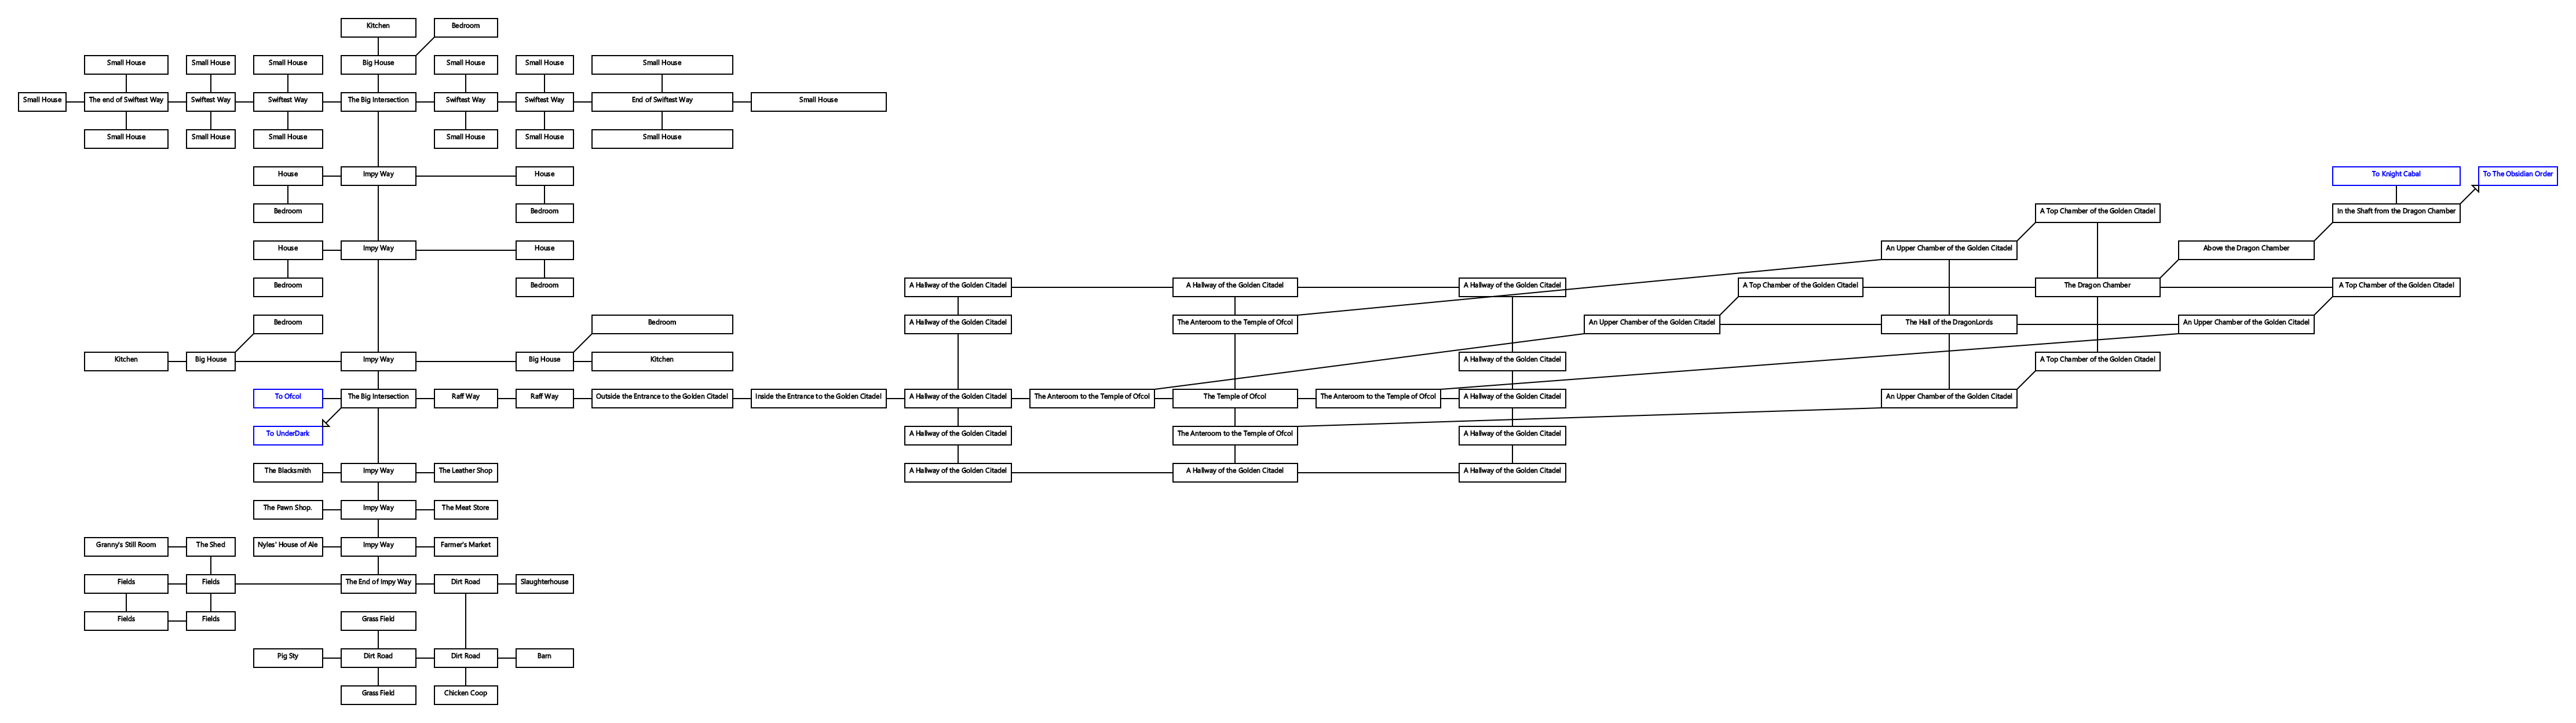 Kitchen
Bedroom
Small House
Small House
Small House
Big House
Small House
Small House
Small House
Small House
The end of Swiftest Way
Swiftest Way
Swiftest Way
The Big Intersection
Swiftest Way
Swiftest Way
End of Swiftest Way
Small House
Small House
Small House
Small House
Small House
Small House
Small House
House
Impy Way
House
To Knight Cabal
To The Obsidian Order
Bedroom
Bedroom
A Top Chamber of the Golden Citadel
In the Shaft from the Dragon Chamber
House
Impy Way
House
An Upper Chamber of the Golden Citadel
Above the Dragon Chamber
Bedroom
Bedroom
A Hallway of the Golden Citadel
A Hallway of the Golden Citadel
A Hallway of the Golden Citadel
A Top Chamber of the Golden Citadel
The Dragon Chamber
A Top Chamber of the Golden Citadel
Bedroom
Bedroom
A Hallway of the Golden Citadel
The Anteroom to the Temple of Ofcol
An Upper Chamber of the Golden Citadel
The Hall of the DragonLords
An Upper Chamber of the Golden Citadel
Kitchen
Big House
Impy Way
Big House
Kitchen
A Hallway of the Golden Citadel
A Top Chamber of the Golden Citadel
To Ofcol
The Big Intersection
Raff Way
Raff Way
Outside the Entrance to the Golden Citadel
Inside the Entrance to the Golden Citadel
A Hallway of the Golden Citadel
The Anteroom to the Temple of Ofcol
The Temple of Ofcol
The Anteroom to the Temple of Ofcol
A Hallway of the Golden Citadel
An Upper Chamber of the Golden Citadel
To UnderDark
A Hallway of the Golden Citadel
The Anteroom to the Temple of Ofcol
A Hallway of the Golden Citadel
The Blacksmith
Impy Way
The Leather Shop
A Hallway of the Golden Citadel
A Hallway of the Golden Citadel
A Hallway of the Golden Citadel
The Pawn Shop.
Impy Way
The Meat Store
Granny's Still Room
The Shed
Nyles' House of Ale
Impy Way
Farmer's Market
Fields
Fields
The End of Impy Way
Dirt Road
Slaughterhouse
Fields
Fields
Grass Field
Pig Sty
Dirt Road
Dirt Road
Barn
Grass Field
Chicken Coop